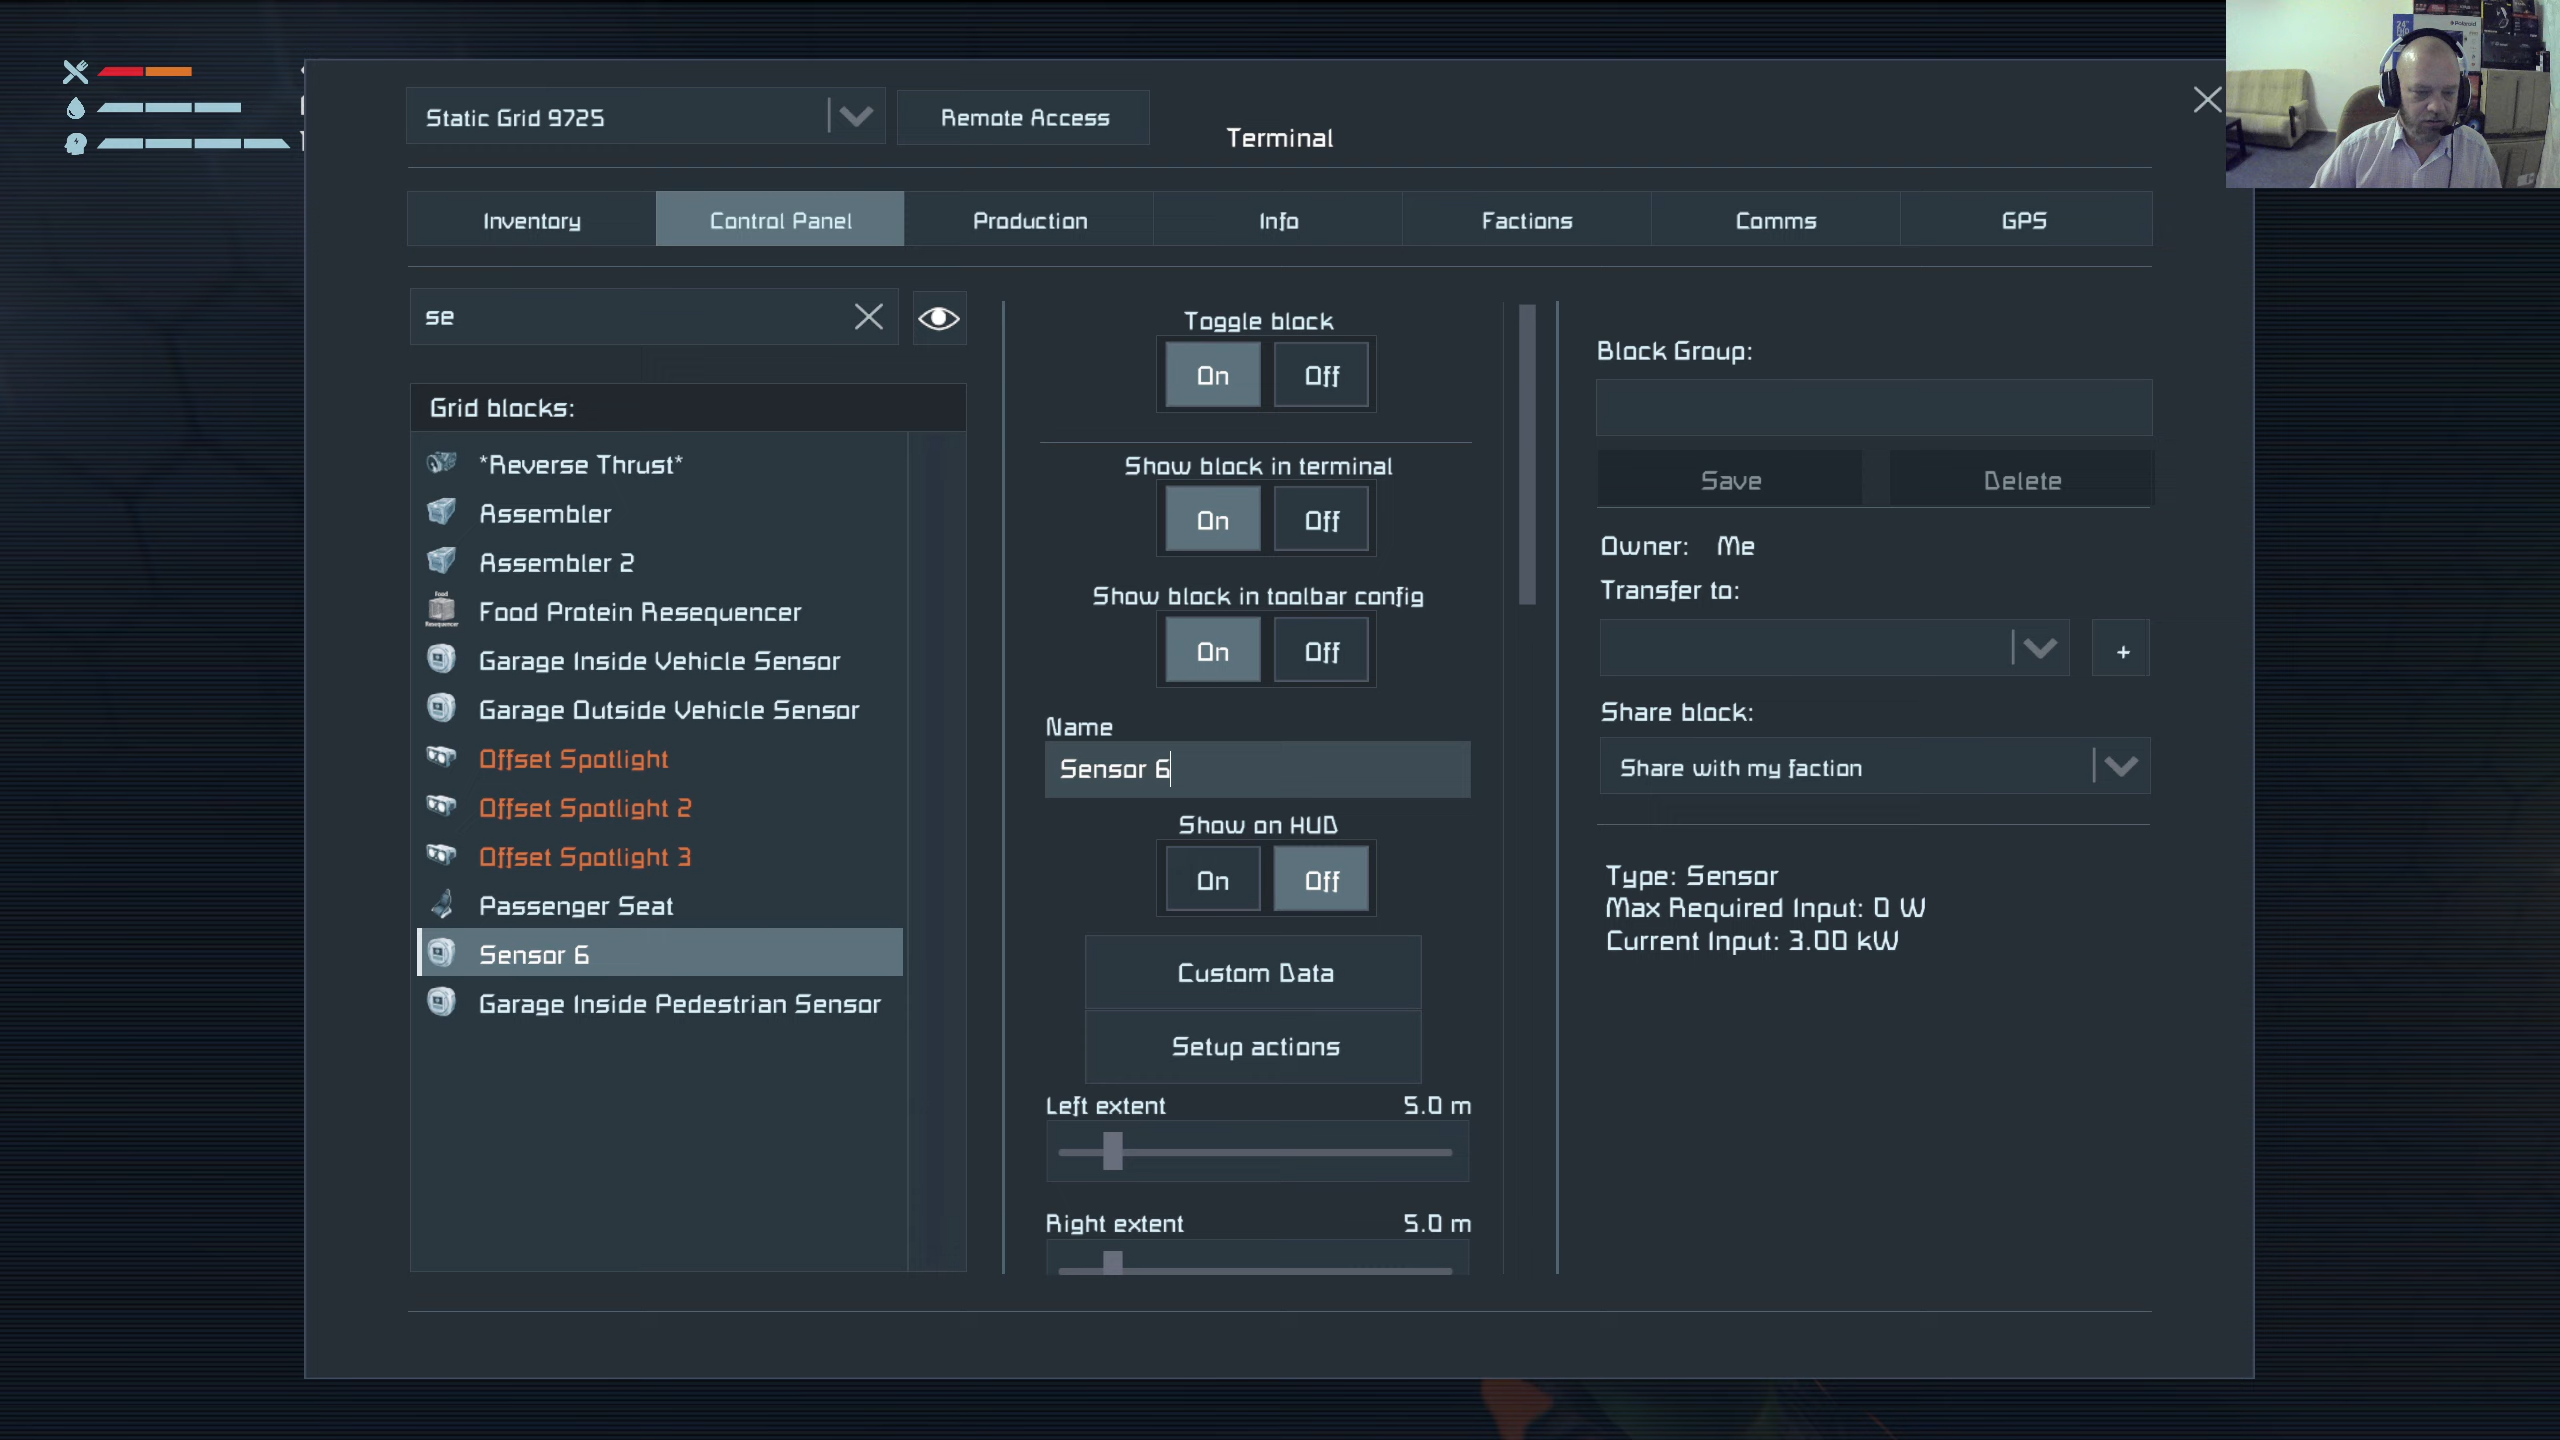 Static Grid 9725
Remote Access
Terminal
Inventory
Control Panel
Production
Info
Factions
Comms
GPS
se
Grid blocks:
*Reverse Thrust*
Assembler
Assembler 2
Food Protein Resequencer
Garage Inside Vehicle Sensor
Garage Outside Vehicle Sensor
Offset Spotlight
Offset Spotlight 2
Offset Spotlight 3
Passenger Seat
Sensor 6
Garage Inside Pedestrian Sensor
Toggle block
On Off
Show block in terminal
On Off
Show block in toolbar config
On Off
Name
Sensor 6
Show on HUD
On Off
Custom Data
Setup actions
Left extent 5.0 m
Right extent 5.0 m
Block Group:
Save Delete
Owner: Me
Transfer to:
+
Share block:
Share with my faction
Type: Sensor
Max Required Input: 0 W
Current Input: 3.00 kW